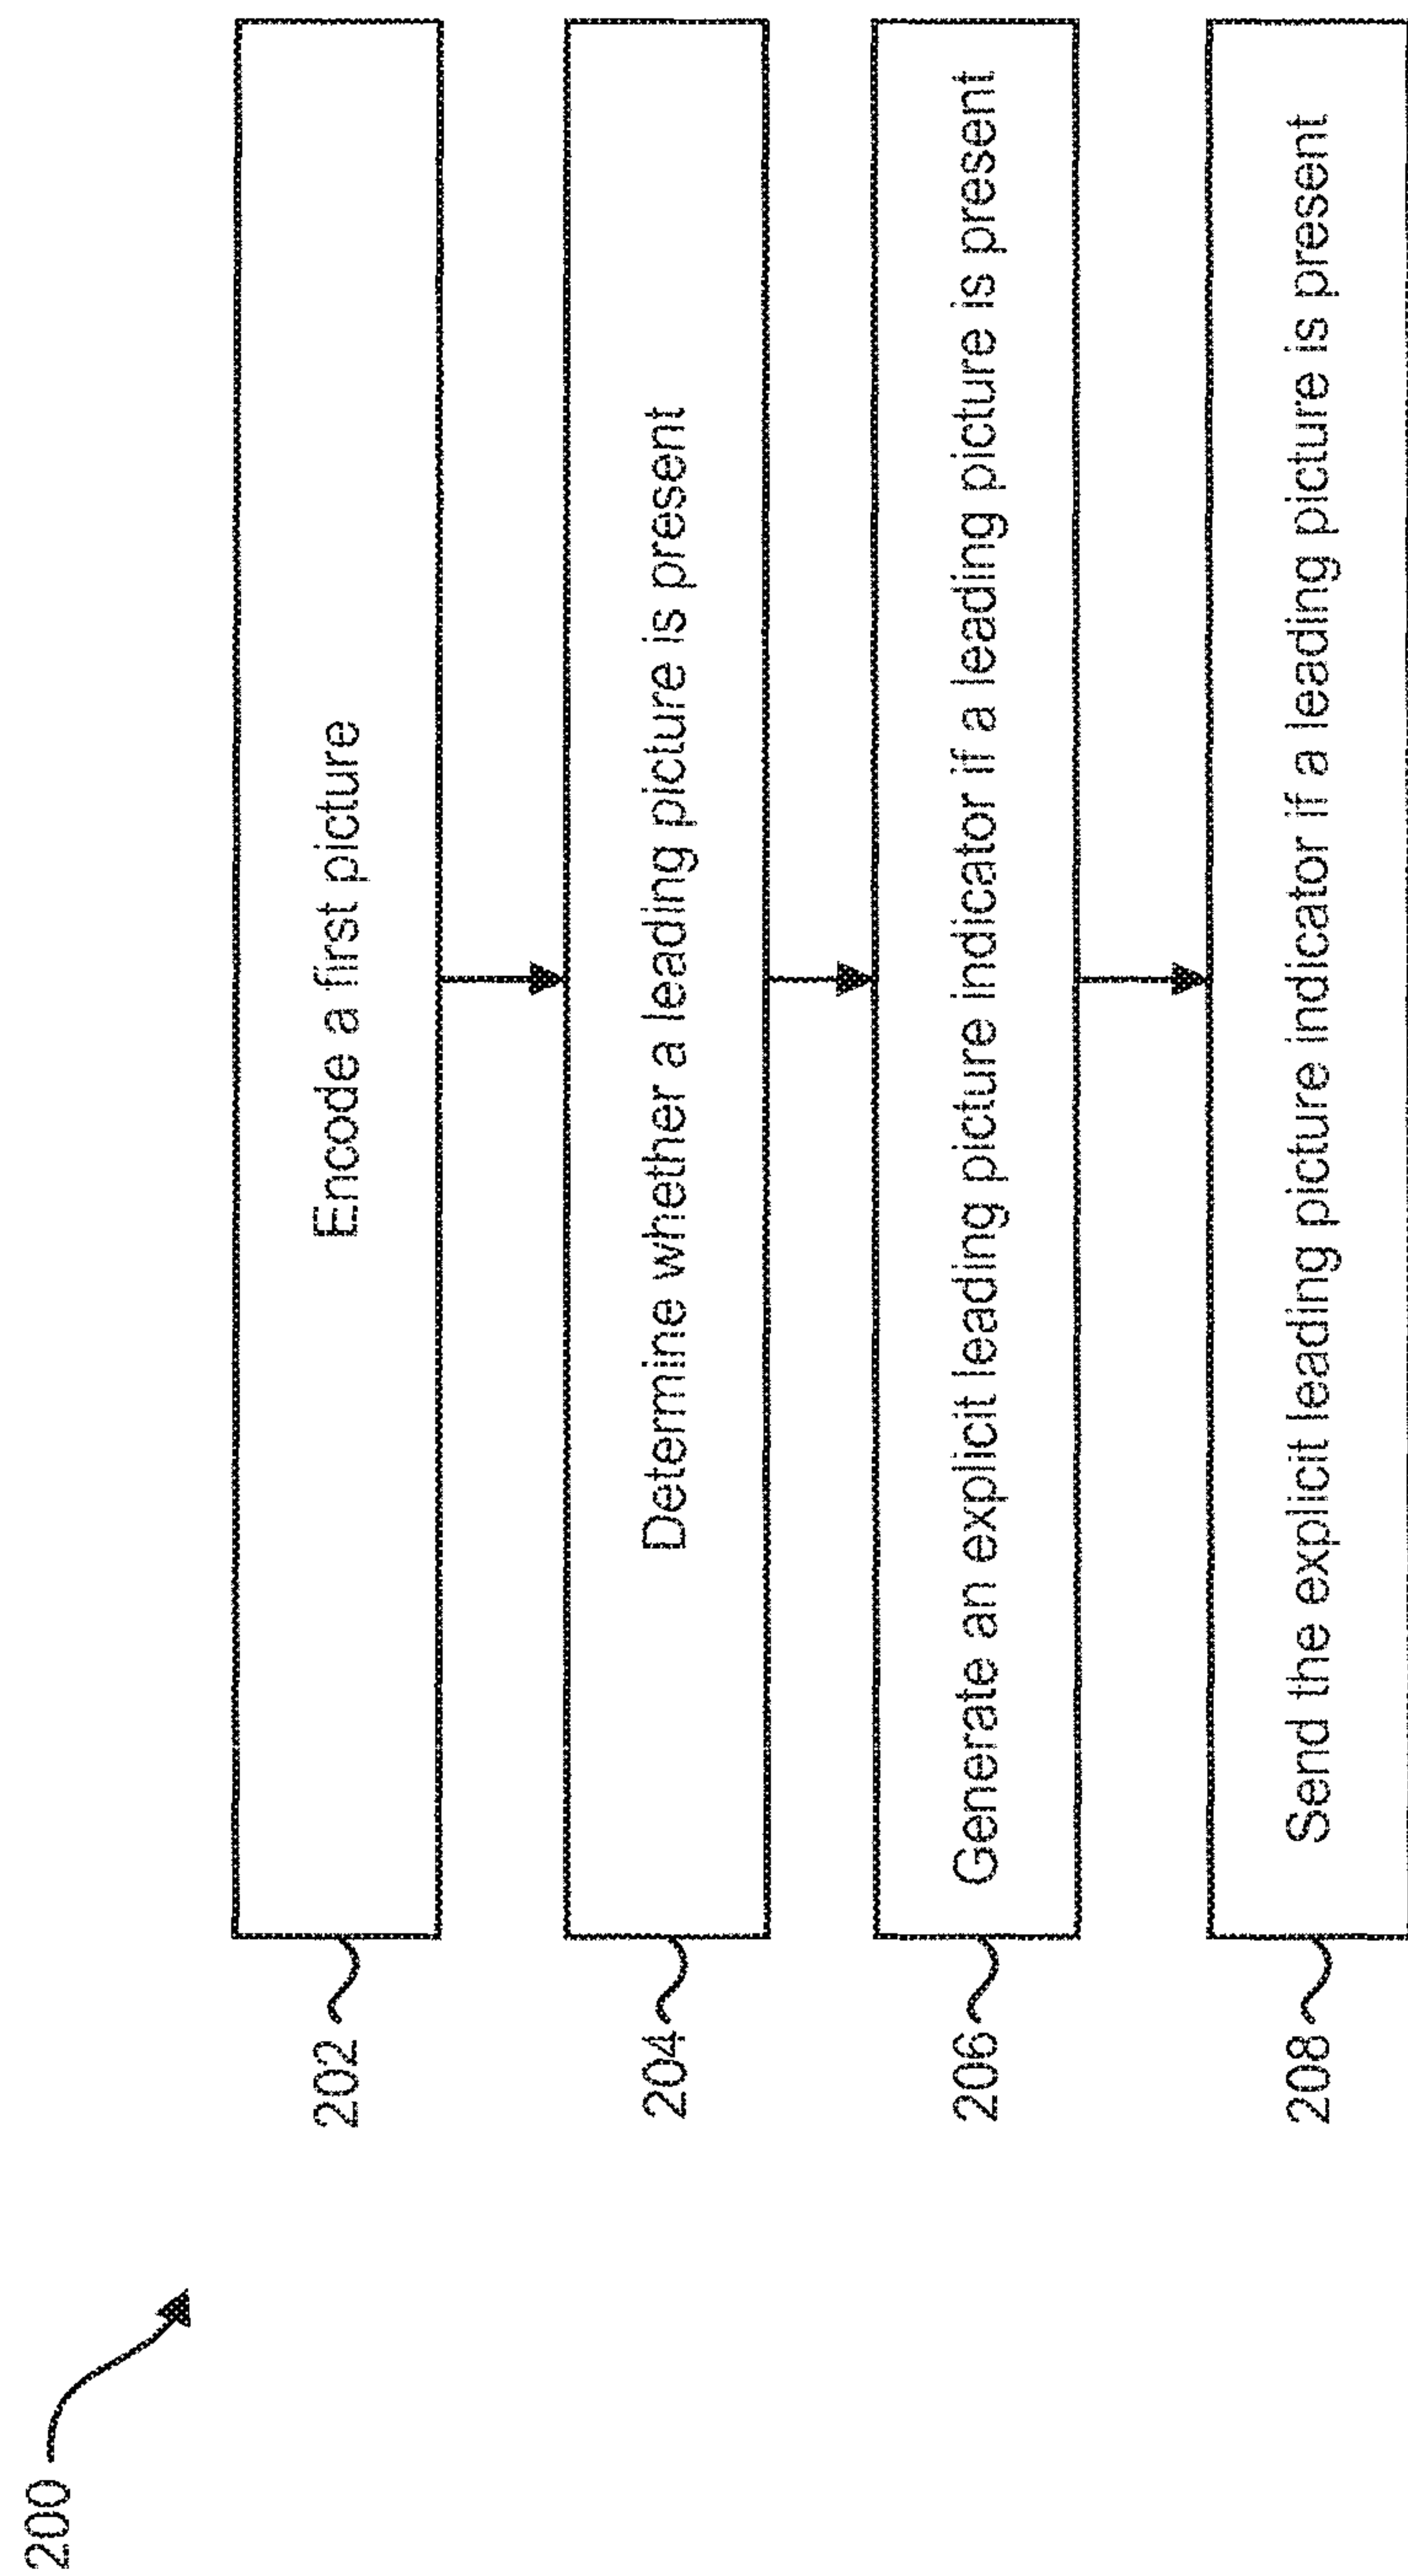 200
202
Encode a first picture
204
Determine whether a leading picture is present
206
Generate an explicit leading picture indicator if a leading picture is present
208
Send the explicit leading picture indicator if a leading picture is present